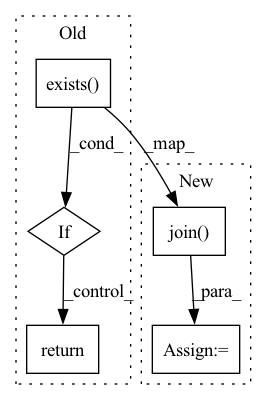 Old
exists()
_cond_
_map_
New
If
join()
_control_
_para_
return
Assign:=